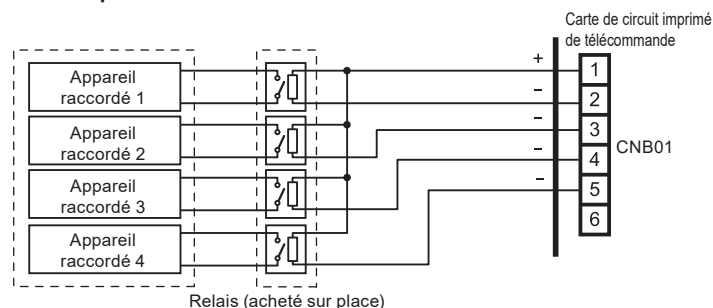 Carte de circuit imprimé
de télécommande
Appareil
raccordé 1
Appareil
raccordé 2
Appareil
raccordé 3
Appareil
raccordé 4
+
–
–
–
–
1
2
3
4
5
6
CNB01
Relais (acheté sur place)